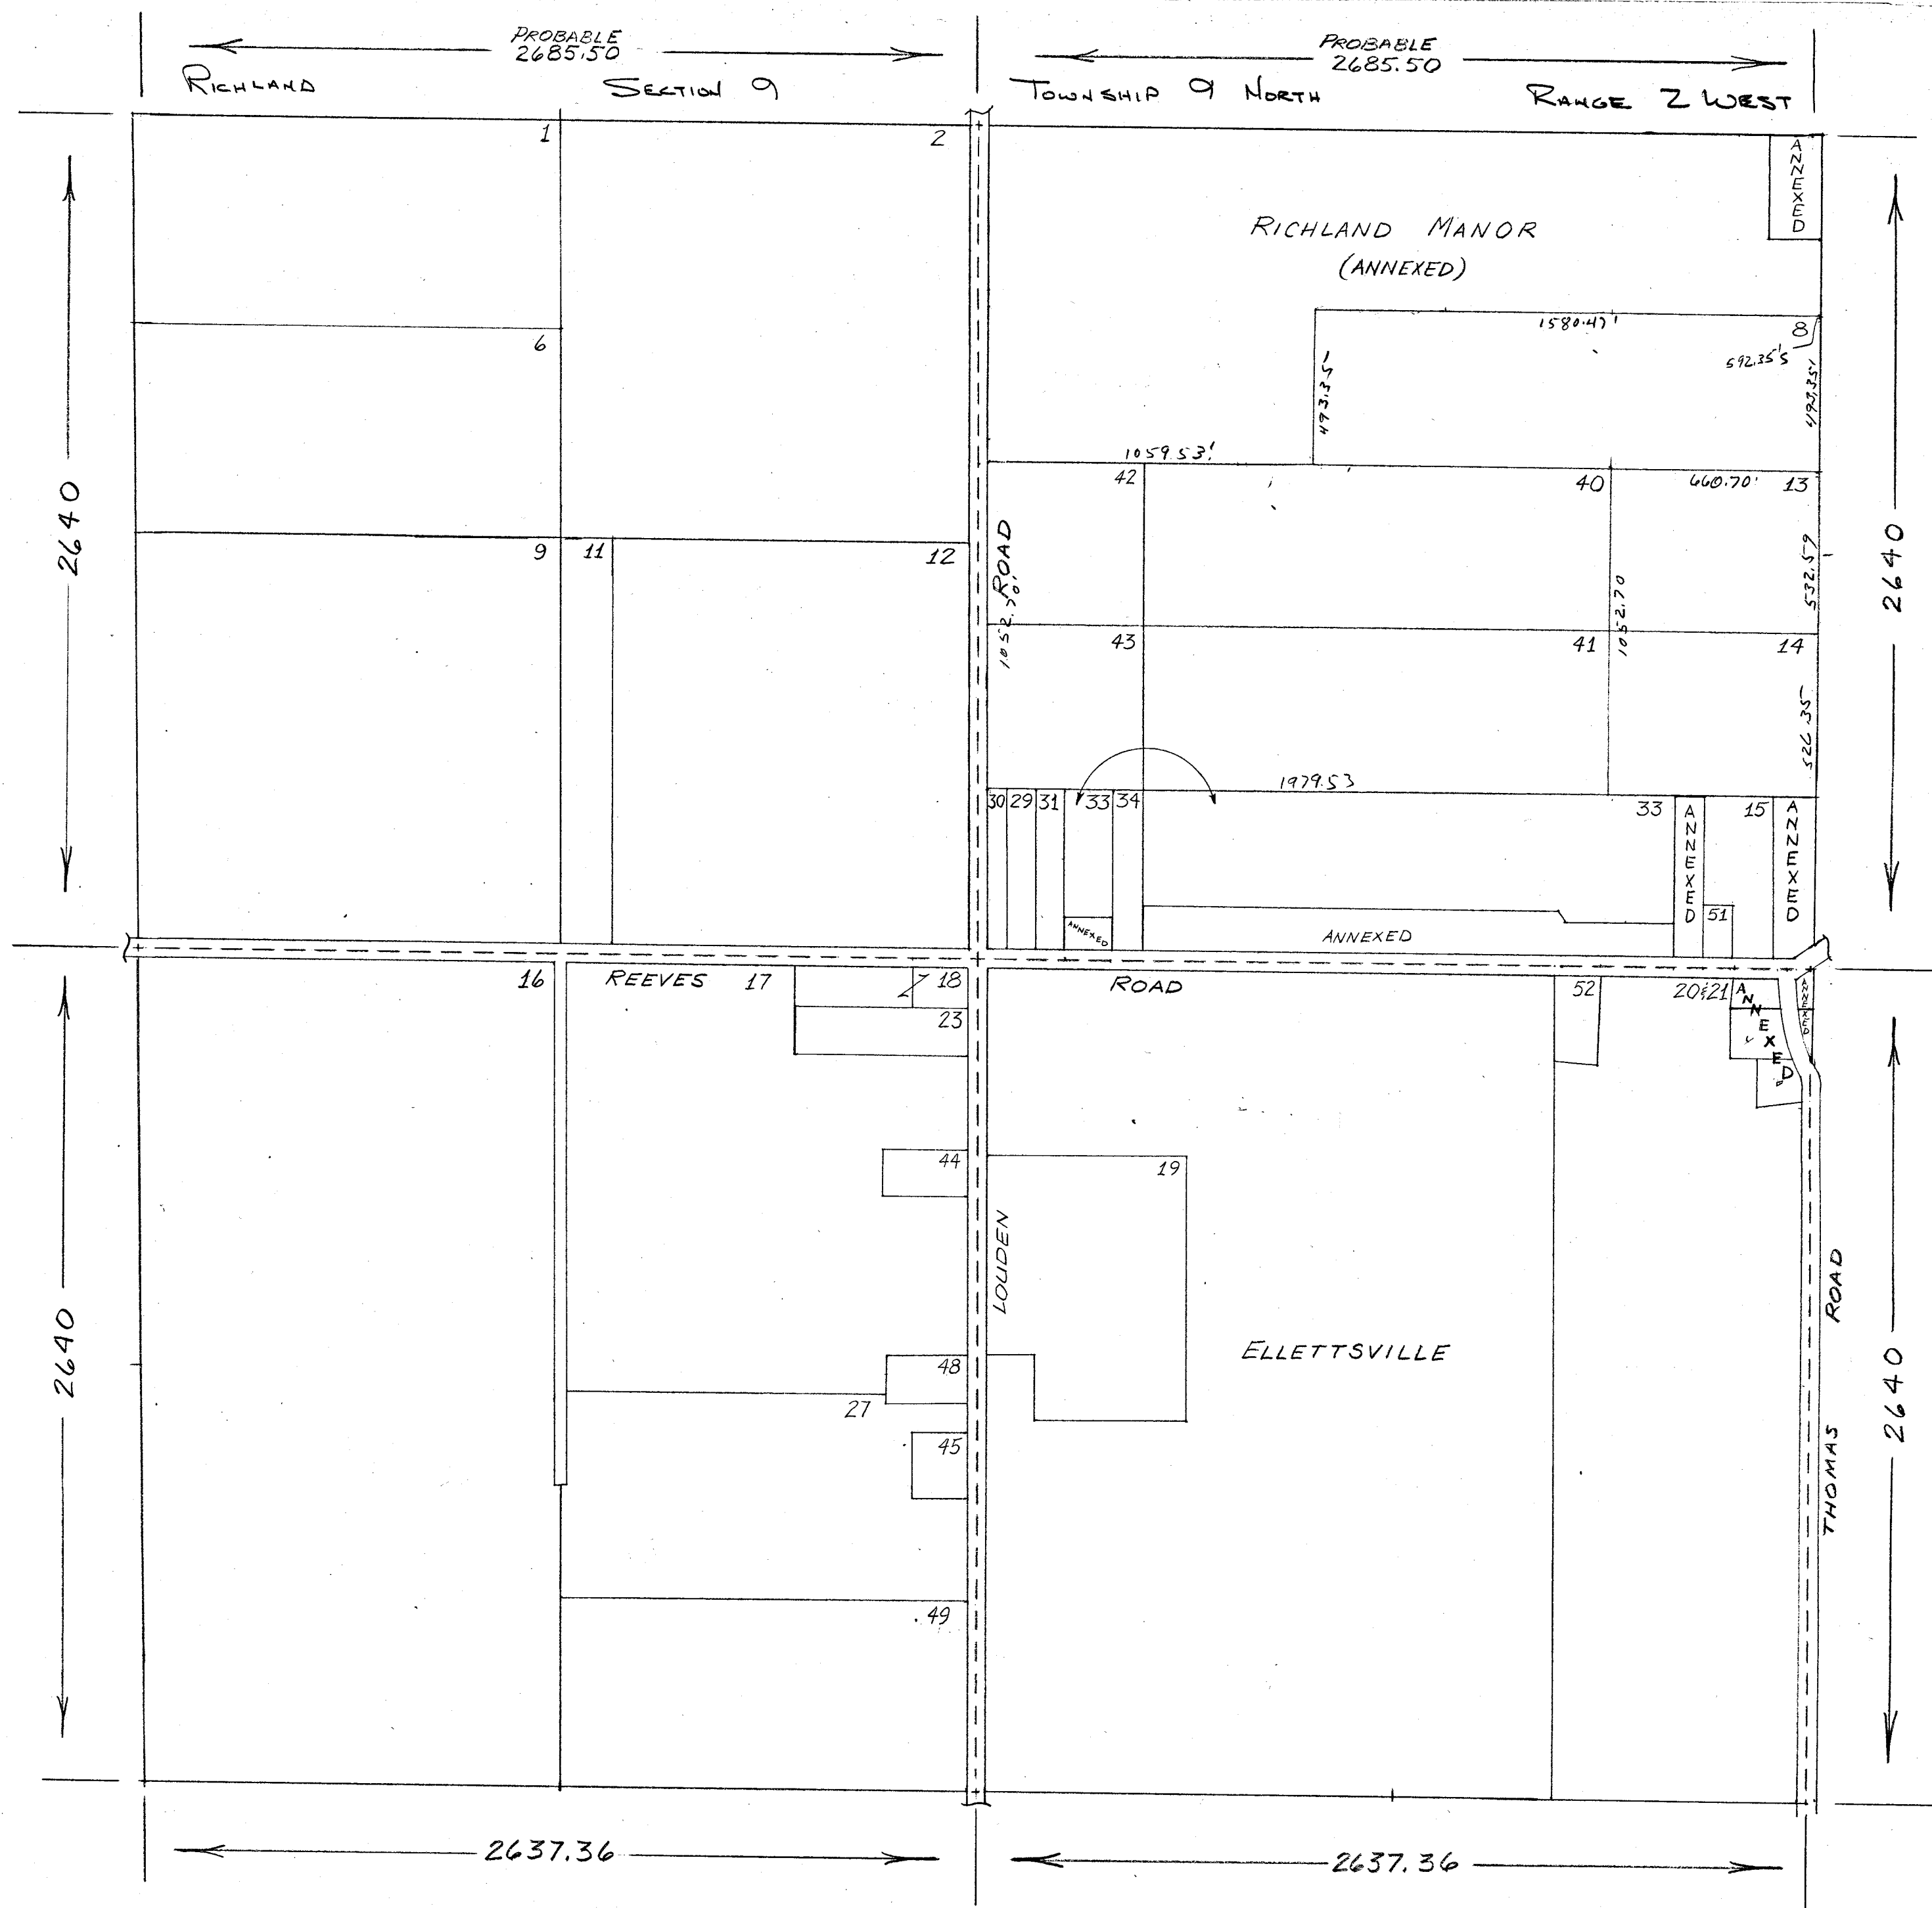 PROBABLE
2685.50
PROBABLE
2685.50
RICHLAND SECTION 9 TOWNSHIP 9 NORTH RANGE 2 WEST
1
2
ANNEXED
RICHLAND MANOR
(ANNEXED)
6
1580.47'
8
592.35'S
493.35'
493.35'
2640
2640
1059.53'
42
40
660.70'
13
9
11
12
ROAD
1052.70'
532.59
1052.70
43
41
14
526.35
1979.53
30
29
31
33
34
33
ANNEXED
15
ANNEXED
51
ANNEXED
ANNEXED
16
REEVES
17
18
ROAD
52
20&21
ANNEXED
ANNEXED
23
44
19
LOUDEN
ROAD
2640
2640
ELLETTSVILLE
48
27
45
THOMAS
49
2637.36
2637.36